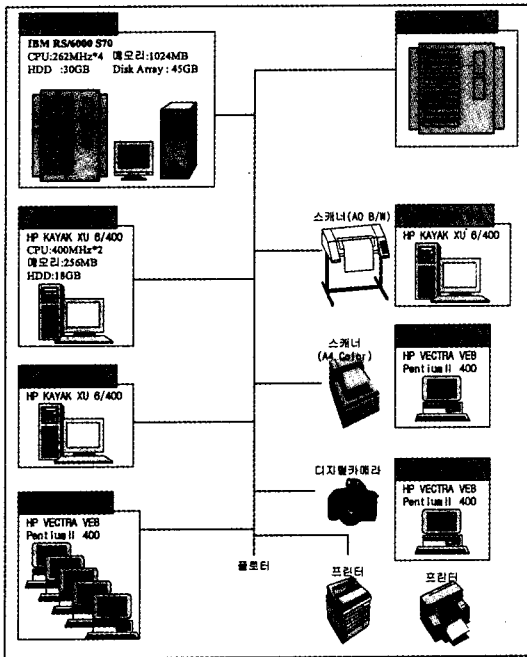 IBM RS/6000 S70
CPU:262MHz*4 메모리:1024MB
HDD :30GB Disk Array : 45GB
HP KAYAK XU 6/400
CPU:400MHz*2
메모리:256MB
HDD:18GB
HP KAYAK XU 6/400
HP VECTRA VEB
Pentium II 400
스캐너(A0 B/W)
HP KAYAK XU 6/400
스캐너
(A4 Color)
HP VECTRA VEB
Pentium II 400
디지털카메라
HP VECTRA VEB
Pentium II 400
플로터
프린터
프린터